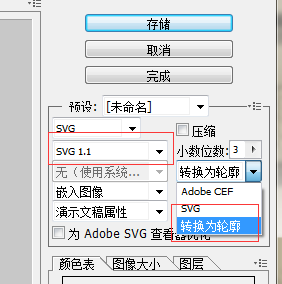 存储
取消
完成
预设: [未命名]
SVG
压缩
SVG 1.1
小数位数: 3
无（使用系统...
转换为轮廓
嵌入图像
Adobe CEF
演示文稿属性
SVG
转换为轮廓
为 Adobe SVG 查看器优化
颜色表
图像大小
图层